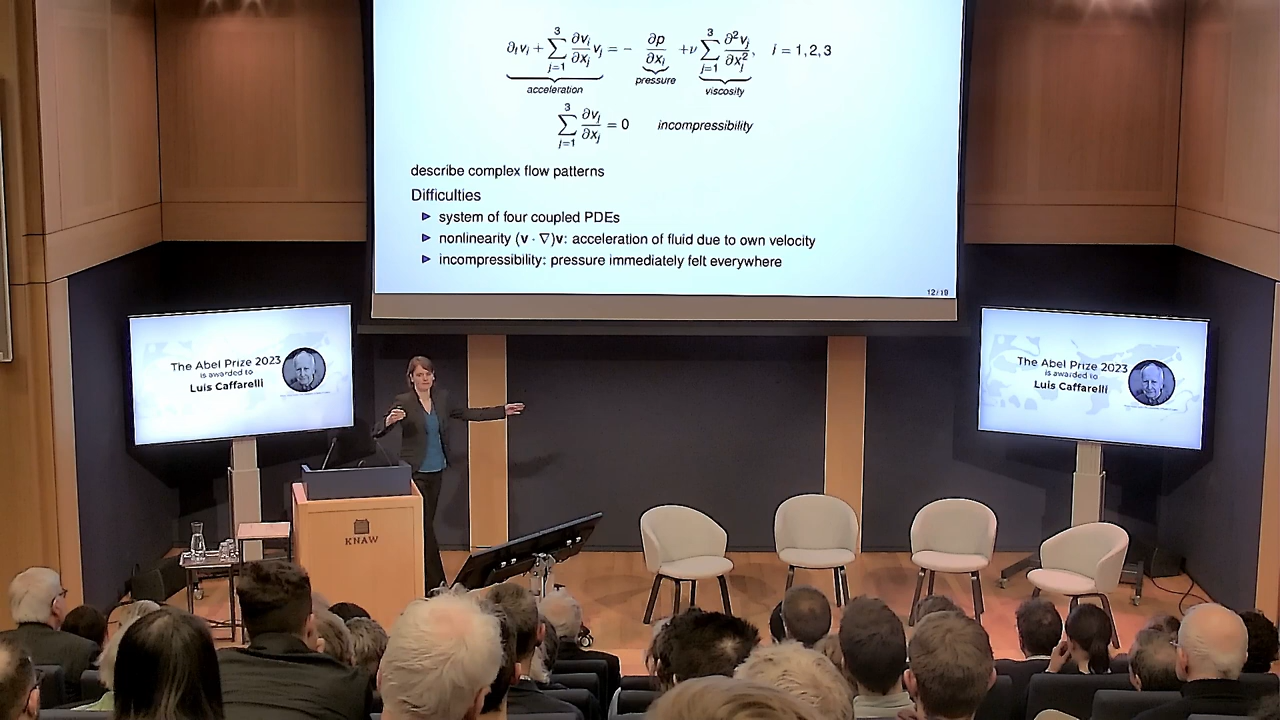 ∂ₜvᵢ + ∑ⱼ₌₁³ ∂vᵢ/∂xⱼ vⱼ = − ∂p/∂xᵢ + ν ∑ⱼ₌₁³ ∂²vⱼ/∂xⱼ², i = 1,2,3
acceleration pressure viscosity
∑ⱼ₌₁³ ∂vⱼ/∂xⱼ = 0 incompressibility
describe complex flow patterns
Difficulties
▶ system of four coupled PDEs
▶ nonlinearity (v · ∇)v: acceleration of fluid due to own velocity
▶ incompressibility: pressure immediately felt everywhere
12/19
The Abel Prize 2023
is awarded to
Luis Caffarelli
The Abel Prize 2023
is awarded to
Luis Caffarelli
KNAW